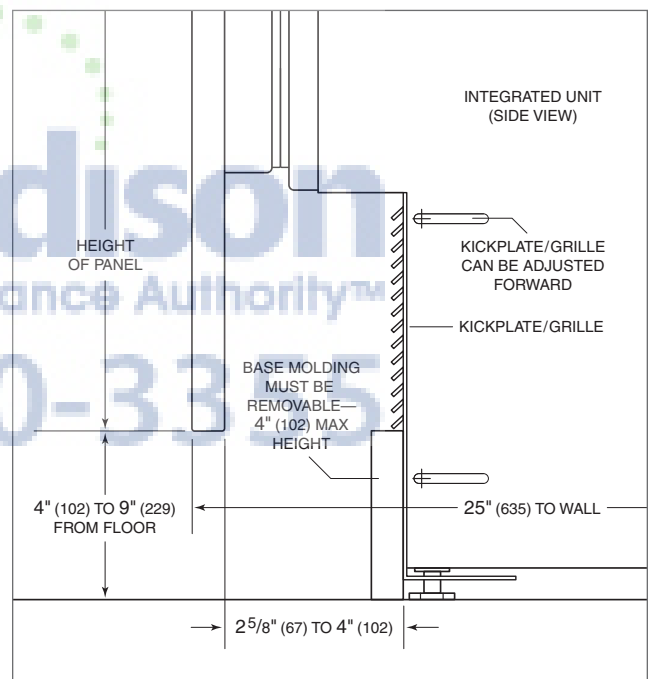 INTEGRATED UNIT
(SIDE VIEW)
HEIGHT
OF PANEL
KICKPLATE/GRILLE
CAN BE ADJUSTED
FORWARD
KICKPLATE/GRILLE
BASE MOLDING
MUST BE
REMOVABLE—
4" (102) MAX
HEIGHT
4" (102) TO 9" (229)
FROM FLOOR
25" (635) TO WALL
2 5/8" (67) TO 4" (102)
dison
ance Authority™
0-3355